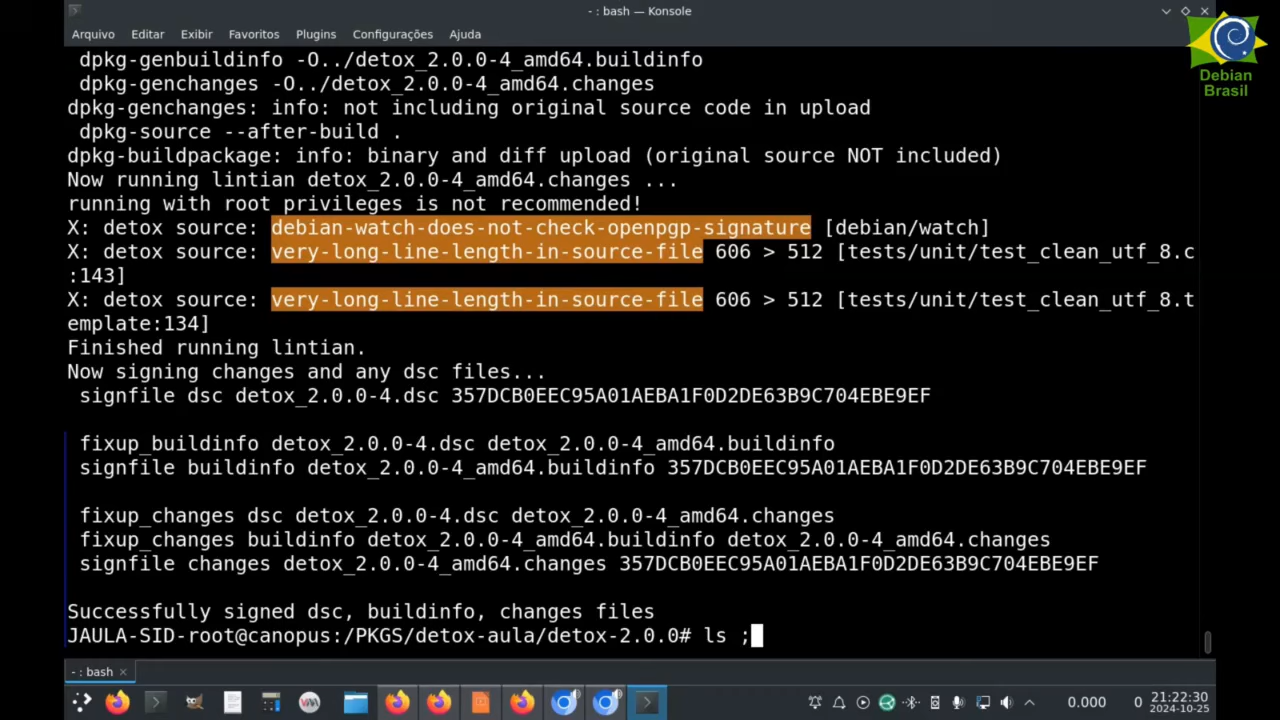 - : bash — Konsole
Arquivo Editar Exibir Favoritos Plugins Configurações Ajuda
Debian
Brasil
dpkg-genbuildinfo -O../detox_2.0.0-4_amd64.buildinfo
dpkg-genchanges -O../detox_2.0.0-4_amd64.changes
dpkg-genchanges: info: not including original source code in upload
dpkg-source --after-build .
dpkg-buildpackage: info: binary and diff upload (original source NOT included)
Now running lintian detox_2.0.0-4_amd64.changes ...
running with root privileges is not recommended!
X: detox source: debian-watch-does-not-check-openpgp-signature [debian/watch]
X: detox source: very-long-line-length-in-source-file 606 > 512 [tests/unit/test_clean_utf_8.c
:143]
X: detox source: very-long-line-length-in-source-file 606 > 512 [tests/unit/test_clean_utf_8.t
emplate:134]
Finished running lintian.
Now signing changes and any dsc files...
signfile dsc detox_2.0.0-4.dsc 357DCB0EEC95A01AEBA1F0D2DE63B9C704EBE9EF
fixup_buildinfo detox_2.0.0-4.dsc detox_2.0.0-4_amd64.buildinfo
signfile buildinfo detox_2.0.0-4_amd64.buildinfo 357DCB0EEC95A01AEBA1F0D2DE63B9C704EBE9EF
fixup_changes dsc detox_2.0.0-4.dsc detox_2.0.0-4_amd64.changes
fixup_changes buildinfo detox_2.0.0-4_amd64.buildinfo detox_2.0.0-4_amd64.changes
signfile changes detox_2.0.0-4_amd64.changes 357DCB0EEC95A01AEBA1F0D2DE63B9C704EBE9EF
Successfully signed dsc, buildinfo, changes files
JAULA-SID-root@canopus:/PKGS/detox-aula/detox-2.0.0# ls ;
- : bash
0.000 0 21:22:30
2024-10-25